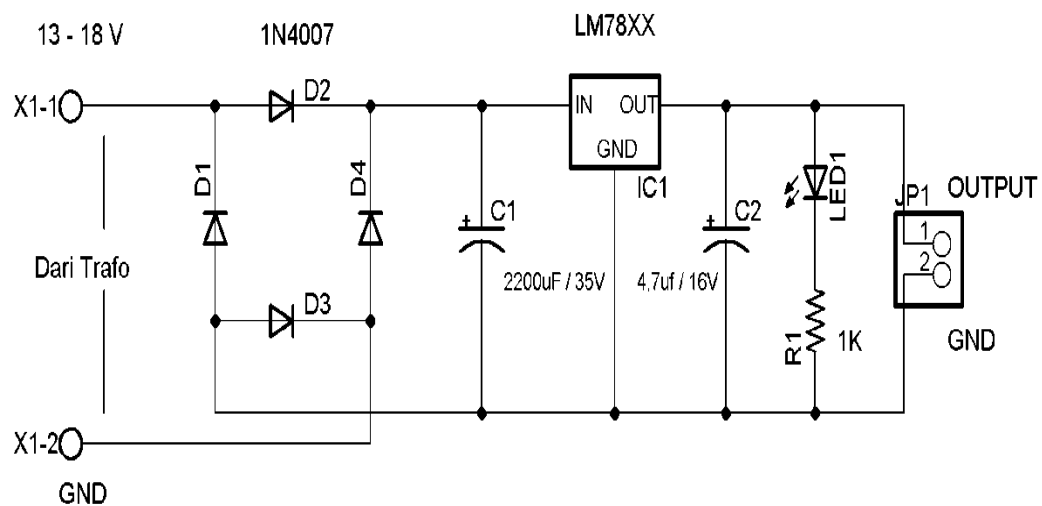 13 - 18 V
1N4007
LM78XX
X1-1
D2
IN OUT
GND
IC1
D1
D4
C1
C2
LED1
JP1
OUTPUT
1
2
Dari Trafo
2200uF / 35V
4,7uf / 16V
D3
R1
1K
GND
X1-2
GND